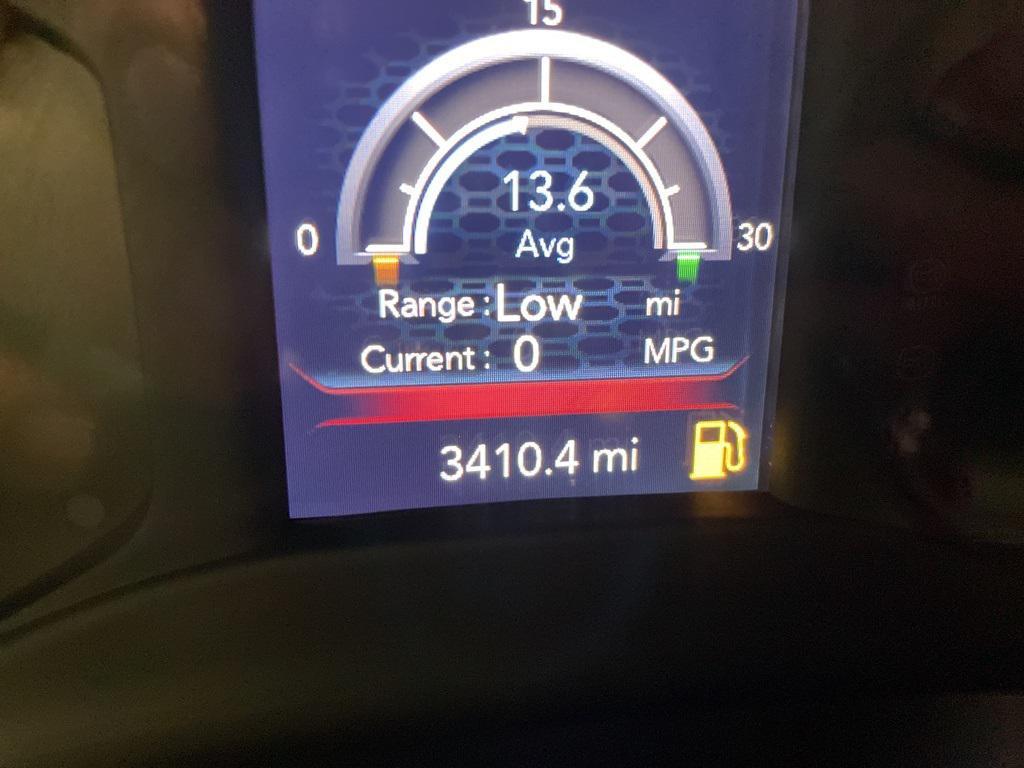 15
13.6
0 30
Avg
Range : Low mi
Current : 0 MPG
3410.4 mi